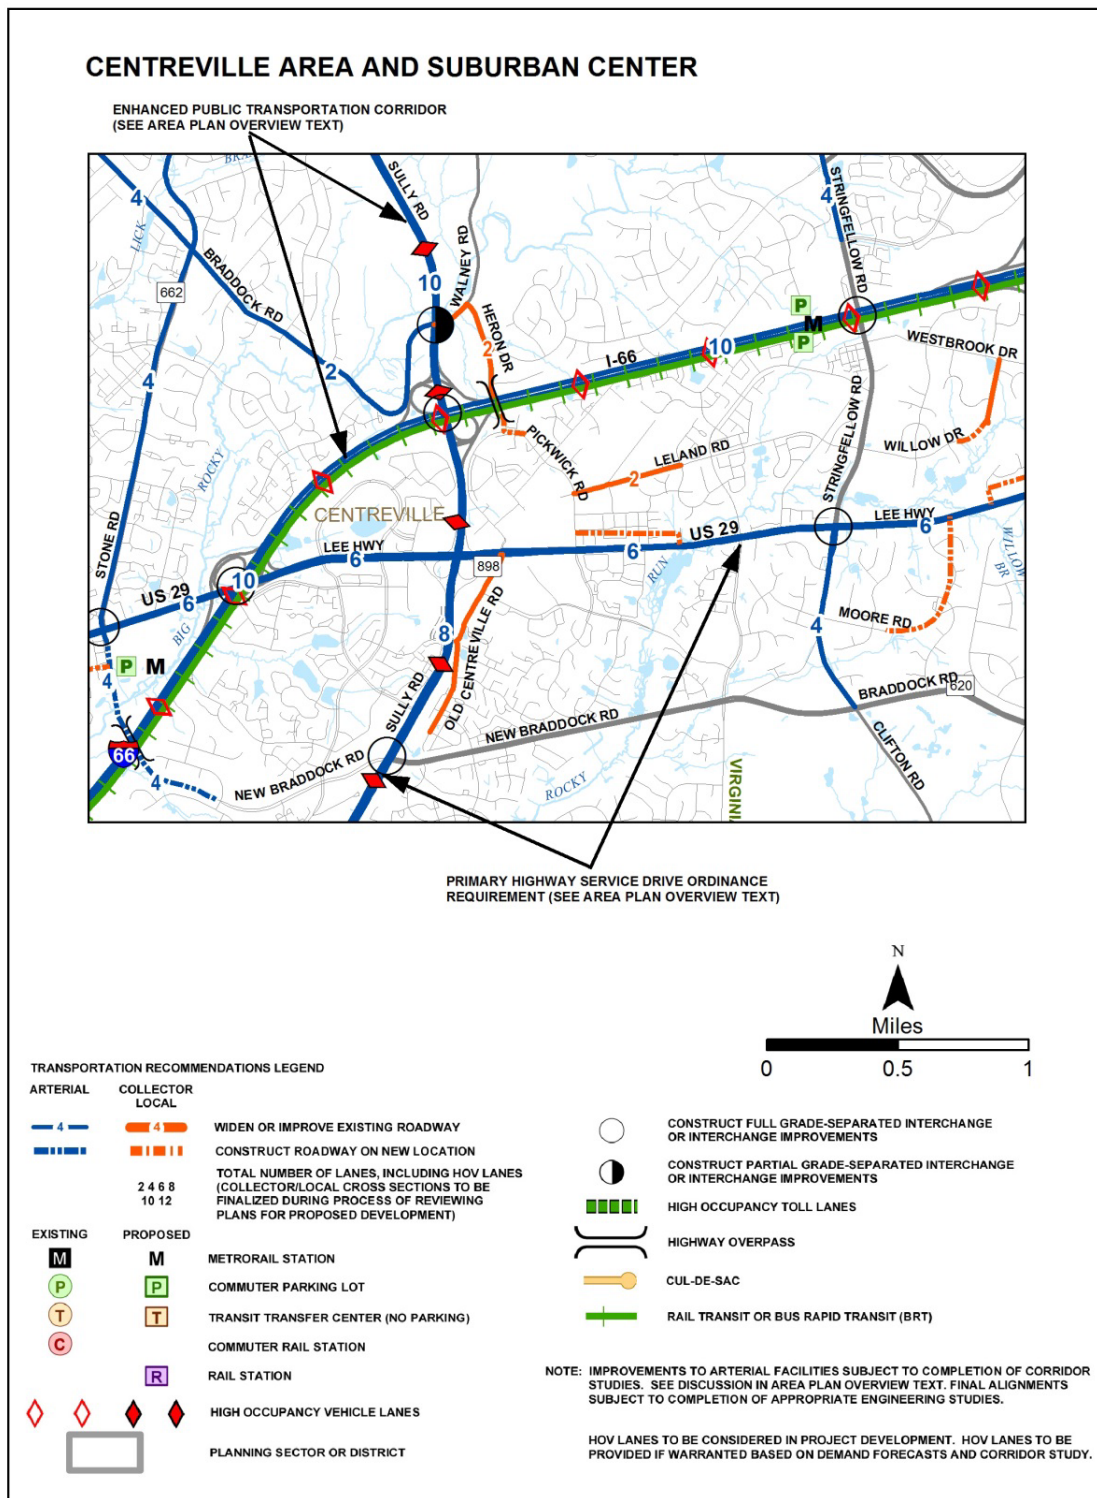 CENTREVILLE AREA AND SUBURBAN CENTER
ENHANCED PUBLIC TRANSPORTATION CORRIDOR
(SEE AREA PLAN OVERVIEW TEXT)
SULLY RD
STRINGFELLOW RD
4
4
LICK
BRADDOCK RD
WALNEY RD
10
662
HERON DR
2
P
M
P
WESTBROOK DR
I-66
10
2
4
PICKWICK RD
LELAND RD
2
WILLOW DR
STRINGFELLOW RD
ROCKY
CENTREVILLE
LEE HWY
6
US 29
LEE HWY
6
6
WILLOW
BR
STONE RD
898
RUN
10
US 29
6
BIG
8
MOORE RD
4
P
M
4
SULLY RD
OLD CENTREVILLE RD
BRADDOCK RD
620
NEW BRADDOCK RD
CLIFTON RD
66
4
NEW BRADDOCK RD
ROCKY
VIRGINI
PRIMARY HIGHWAY SERVICE DRIVE ORDINANCE
REQUIREMENT (SEE AREA PLAN OVERVIEW TEXT)
N
Miles
0 0.5 1
TRANSPORTATION RECOMMENDATIONS LEGEND
ARTERIAL COLLECTOR
LOCAL
4 4 WIDEN OR IMPROVE EXISTING ROADWAY
CONSTRUCT ROADWAY ON NEW LOCATION
TOTAL NUMBER OF LANES, INCLUDING HOV LANES
2 4 6 8 (COLLECTOR/LOCAL CROSS SECTIONS TO BE
10 12 FINALIZED DURING PROCESS OF REVIEWING
PLANS FOR PROPOSED DEVELOPMENT)
EXISTING PROPOSED
M M METRORAIL STATION
P P COMMUTER PARKING LOT
T T TRANSIT TRANSFER CENTER (NO PARKING)
C COMMUTER RAIL STATION
R RAIL STATION
HIGH OCCUPANCY VEHICLE LANES
PLANNING SECTOR OR DISTRICT
CONSTRUCT FULL GRADE-SEPARATED INTERCHANGE
OR INTERCHANGE IMPROVEMENTS
CONSTRUCT PARTIAL GRADE-SEPARATED INTERCHANGE
OR INTERCHANGE IMPROVEMENTS
HIGH OCCUPANCY TOLL LANES
HIGHWAY OVERPASS
CUL-DE-SAC
RAIL TRANSIT OR BUS RAPID TRANSIT (BRT)
NOTE: IMPROVEMENTS TO ARTERIAL FACILITIES SUBJECT TO COMPLETION OF CORRIDOR
STUDIES. SEE DISCUSSION IN AREA PLAN OVERVIEW TEXT. FINAL ALIGNMENTS
SUBJECT TO COMPLETION OF APPROPRIATE ENGINEERING STUDIES.
HOV LANES TO BE CONSIDERED IN PROJECT DEVELOPMENT. HOV LANES TO BE
PROVIDED IF WARRANTED BASED ON DEMAND FORECASTS AND CORRIDOR STUDY.